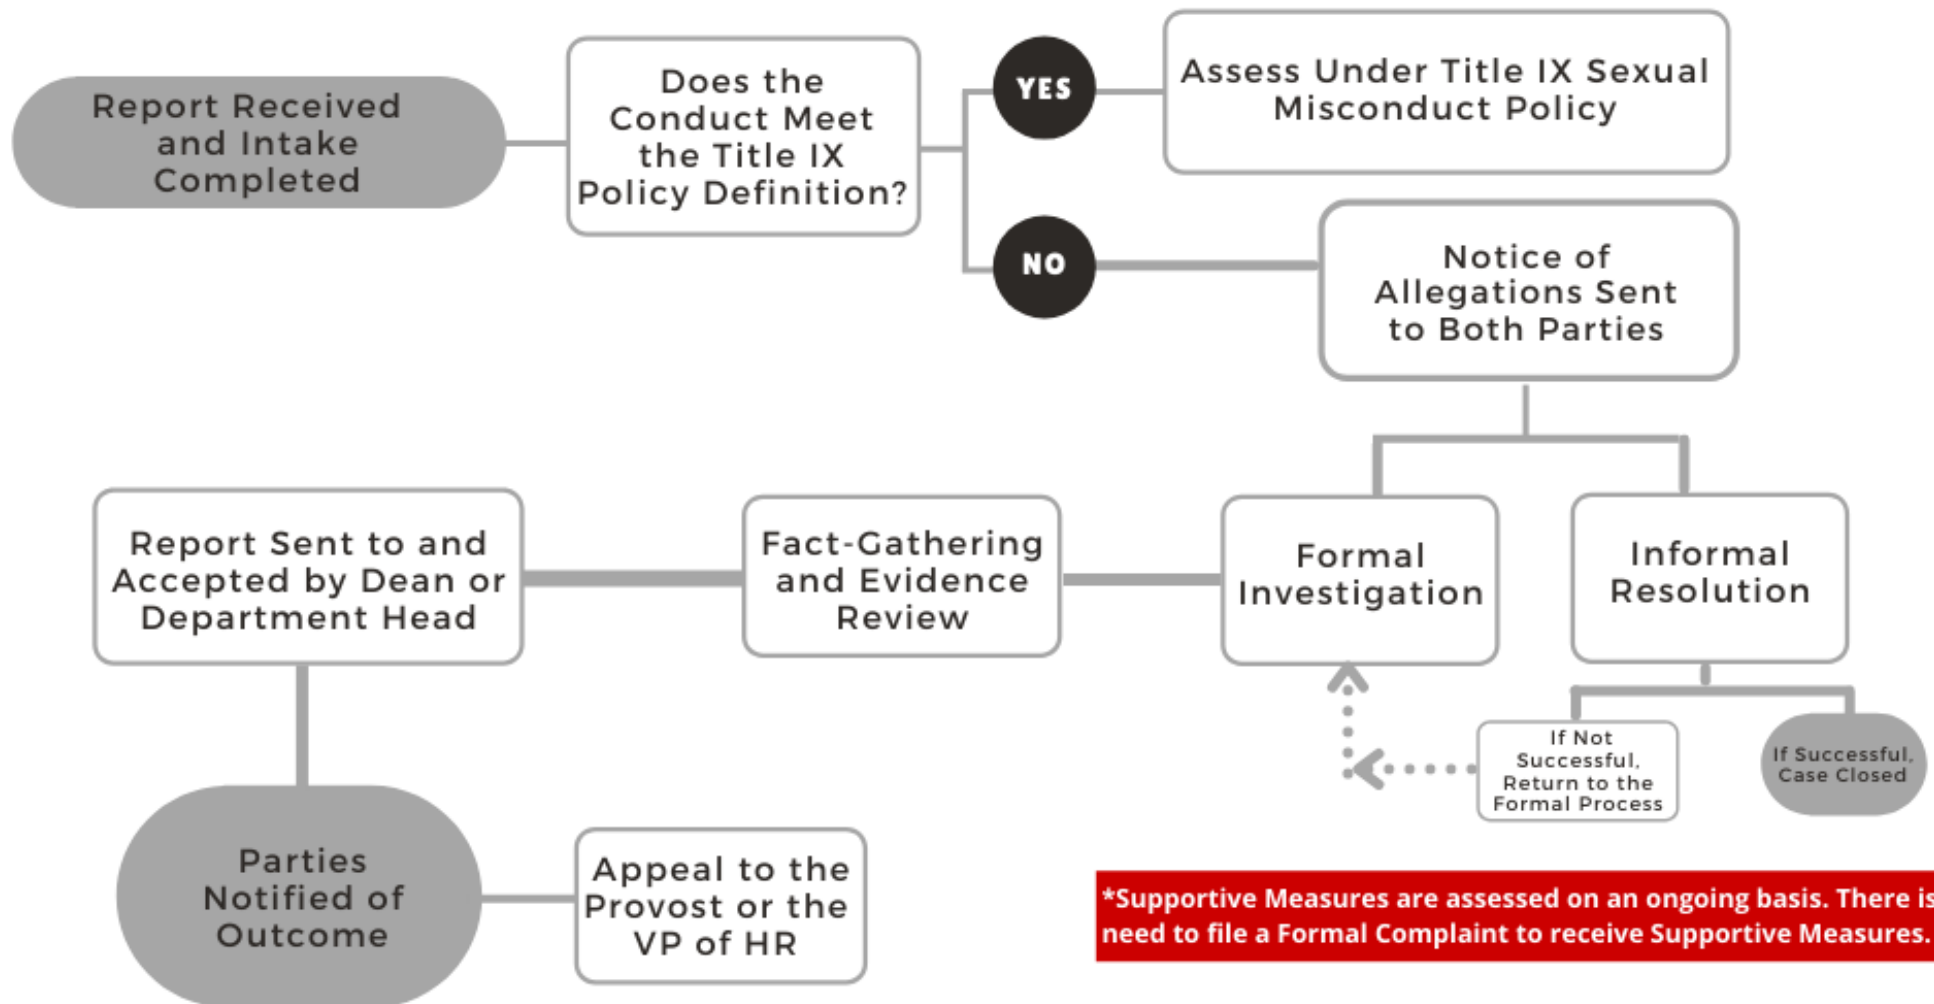 Report Received
and Intake
Completed
Does the
Conduct Meet
the Title IX
Policy Definition?
YES
Assess Under Title IX Sexual
Misconduct Policy
NO
Notice of
Allegations Sent
to Both Parties
Formal
Investigation
Informal
Resolution
If Not
Successful,
Return to the
Formal Process
If Successful,
Case Closed
Fact-Gathering
and Evidence
Review
Report Sent to and
Accepted by Dean or
Department Head
Parties
Notified of
Outcome
Appeal to the
Provost or the
VP of HR
*Supportive Measures are assessed on an ongoing basis. There is
need to file a Formal Complaint to receive Supportive Measures.